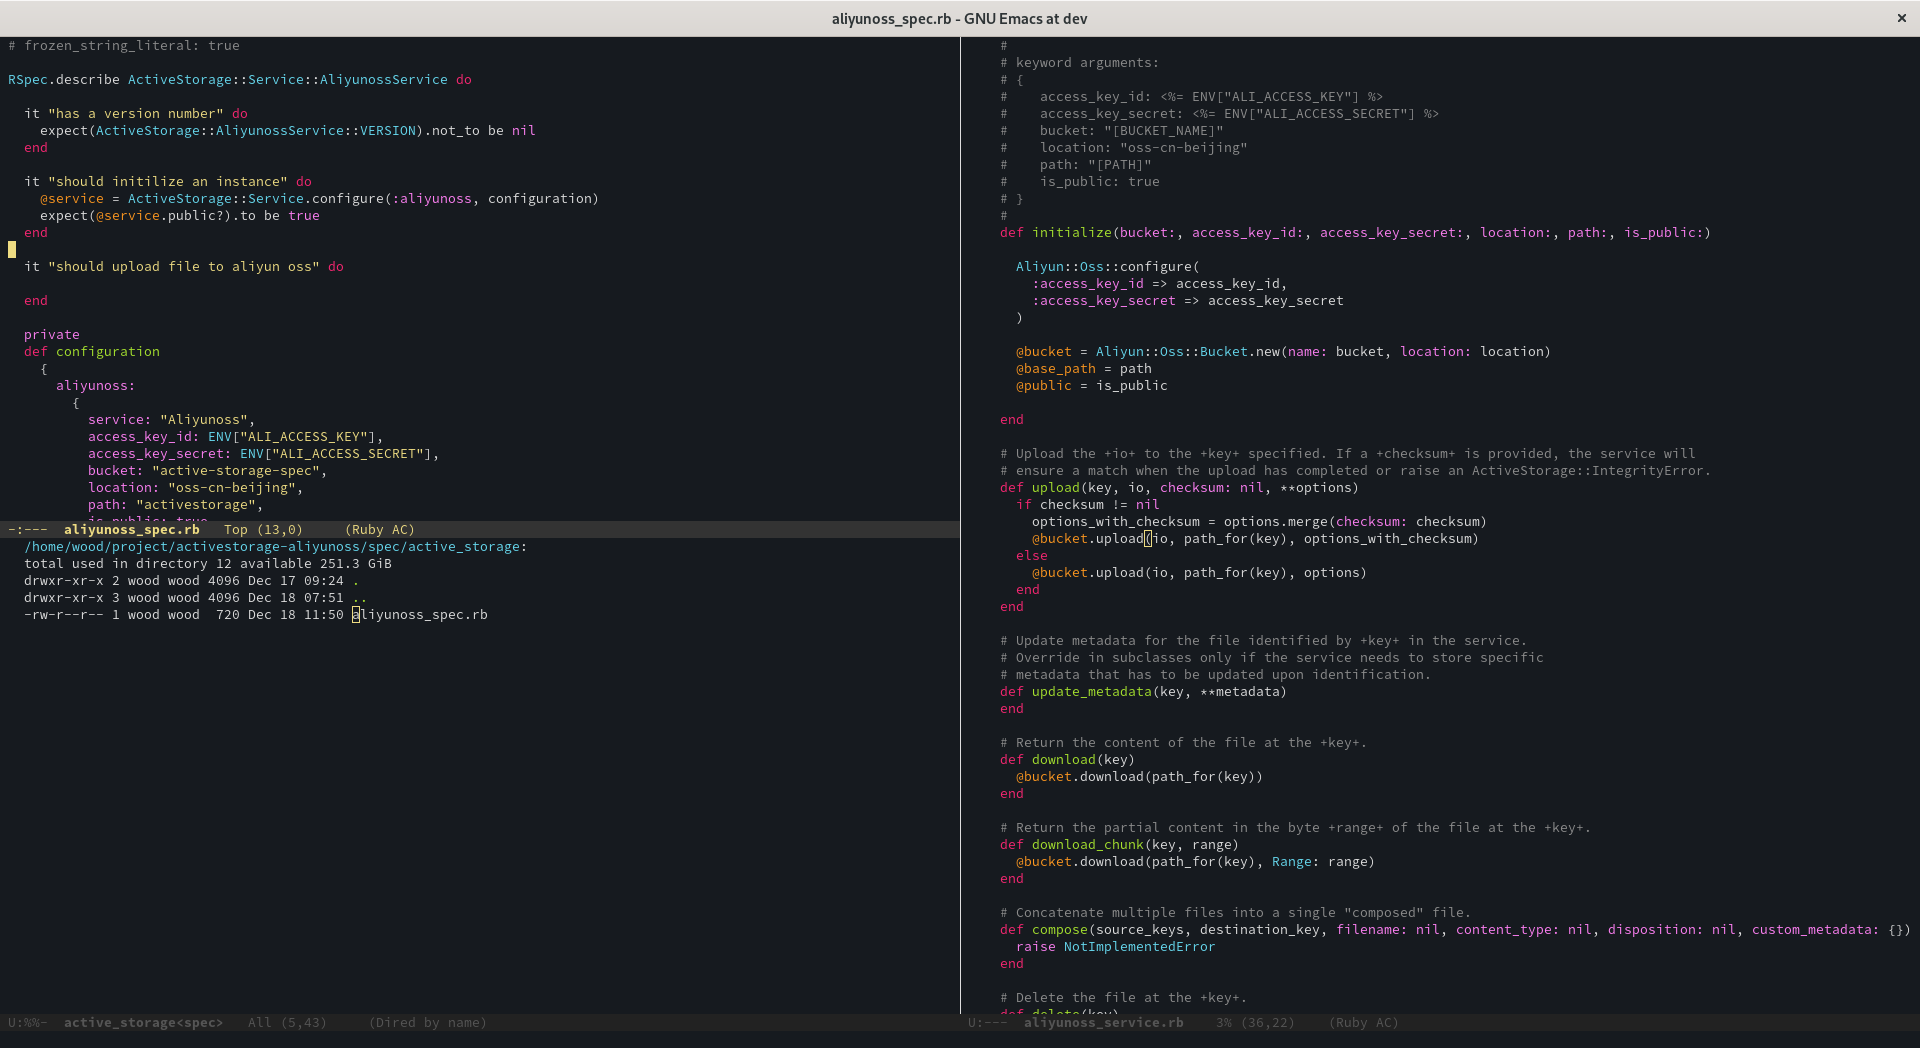 aliyunoss_spec.rb - GNU Emacs at dev
# frozen_string_literal: true
RSpec.describe ActiveStorage::Service::AliyunossService do
it "has a version number" do
expect(ActiveStorage::AliyunossService::VERSION).not_to be nil
end
it "should initilize an instance" do
@service = ActiveStorage::Service.configure(:aliyunoss, configuration)
expect(@service.public?).to be true
end
it "should upload file to aliyun oss" do
end
private
def configuration
{
aliyunoss:
{
service: "Aliyunoss",
access_key_id: ENV["ALI_ACCESS_KEY"],
access_key_secret: ENV["ALI_ACCESS_SECRET"],
bucket: "active-storage-spec",
location: "oss-cn-beijing",
path: "activestorage",
is_public: true
-:--- aliyunoss_spec.rb Top (13,0) (Ruby AC)
/home/wood/project/activestorage-aliyunoss/spec/active_storage:
total used in directory 12 available 251.3 GiB
drwxr-xr-x 2 wood wood 4096 Dec 17 09:24 .
drwxr-xr-x 3 wood wood 4096 Dec 18 07:51 ..
-rw-r--r-- 1 wood wood 720 Dec 18 11:50 aliyunoss_spec.rb
U:%%- active_storage<spec> All (5,43) (Dired by name)
#
# keyword arguments:
# {
# access_key_id: <%= ENV["ALI_ACCESS_KEY"] %>
# access_key_secret: <%= ENV["ALI_ACCESS_SECRET"] %>
# bucket: "[BUCKET_NAME]"
# location: "oss-cn-beijing"
# path: "[PATH]"
# is_public: true
# }
#
def initialize(bucket:, access_key_id:, access_key_secret:, location:, path:, is_public:)
Aliyun::Oss::configure(
:access_key_id => access_key_id,
:access_key_secret => access_key_secret
)
@bucket = Aliyun::Oss::Bucket.new(name: bucket, location: location)
@base_path = path
@public = is_public
end
# Upload the +io+ to the +key+ specified. If a +checksum+ is provided, the service will
# ensure a match when the upload has completed or raise an ActiveStorage::IntegrityError.
def upload(key, io, checksum: nil, **options)
if checksum != nil
options_with_checksum = options.merge(checksum: checksum)
@bucket.upload(io, path_for(key), options_with_checksum)
else
@bucket.upload(io, path_for(key), options)
end
end
# Update metadata for the file identified by +key+ in the service.
# Override in subclasses only if the service needs to store specific
# metadata that has to be updated upon identification.
def update_metadata(key, **metadata)
end
# Return the content of the file at the +key+.
def download(key)
@bucket.download(path_for(key))
end
# Return the partial content in the byte +range+ of the file at the +key+.
def download_chunk(key, range)
@bucket.download(path_for(key), Range: range)
end
# Concatenate multiple files into a single "composed" file.
def compose(source_keys, destination_key, filename: nil, content_type: nil, disposition: nil, custom_metadata: {})
raise NotImplementedError
end
# Delete the file at the +key+.
def delete(key)
U:--- aliyunoss_service.rb 3% (36,22) (Ruby AC)